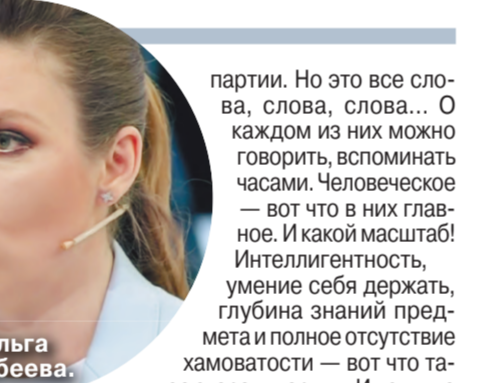 партии. Но это все сло-
ва, слова, слова... О
каждом из них можно
говорить, вспоминать
часами. Человеческое
— вот что в них глав-
ное. И какой масштаб!
Интеллигентность,
умение себя держать,
глубина знаний пред-
мета и полное отсутствие
хамоватости — вот что та-
льга
беева.